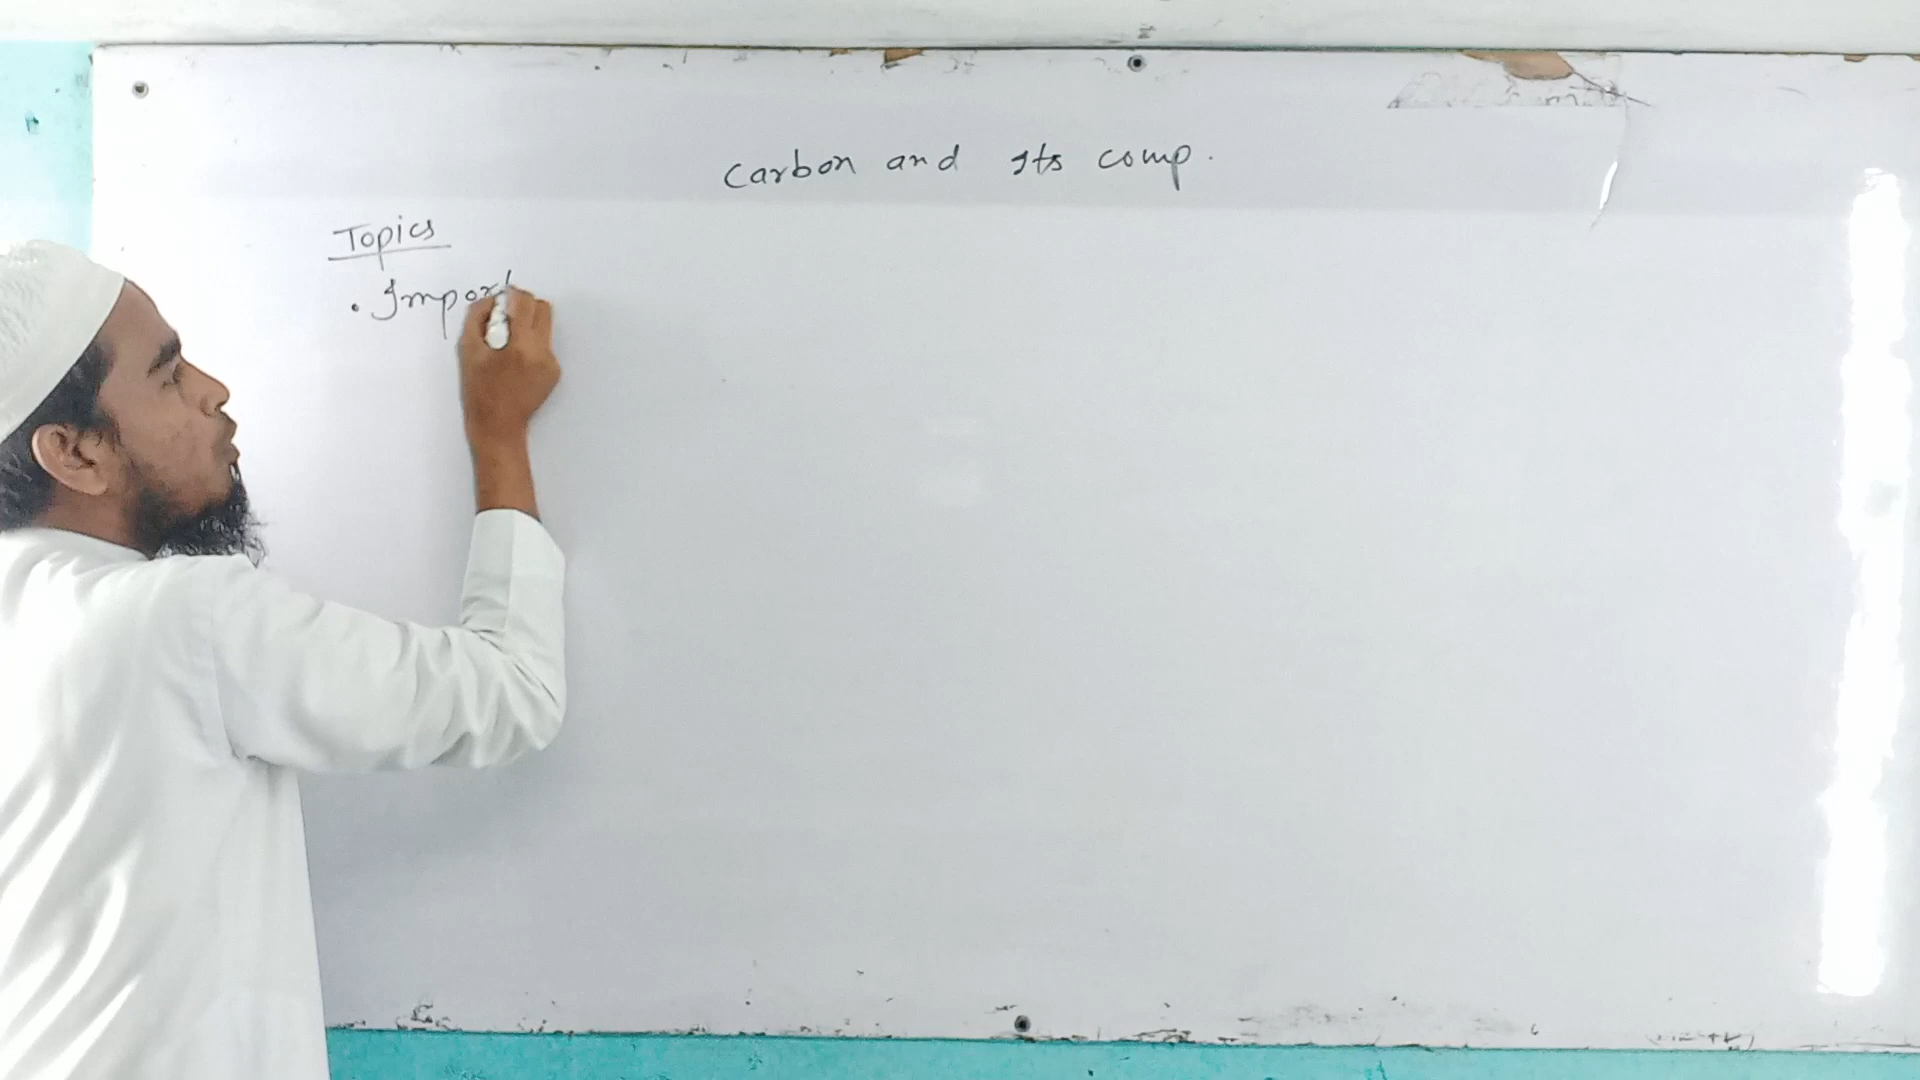 Carbon and Its comp.
Topics
• Import